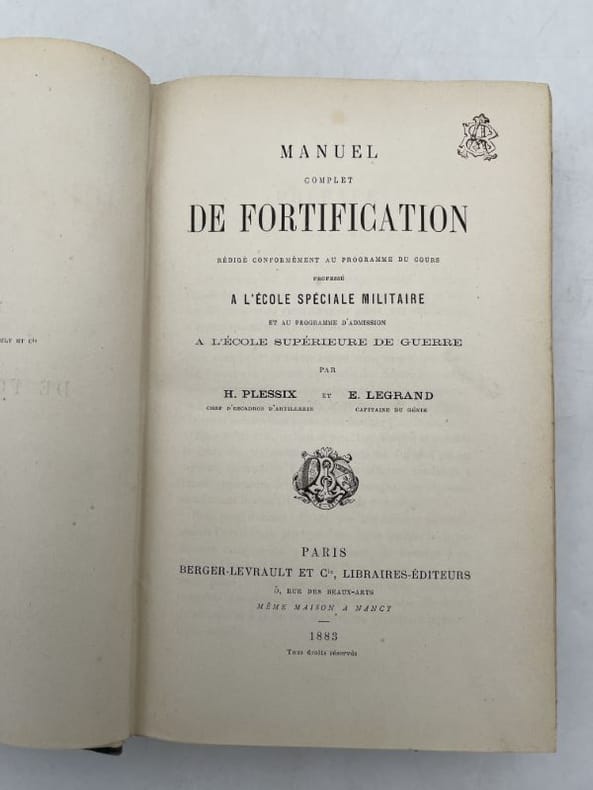 MANUEL
COMPLET
DE FORTIFICATION
RÉDIGÉ CONFORMÉMENT AU PROGRAMME DU COURS
PROFESSÉ
A L'ÉCOLE SPÉCIALE MILITAIRE
ET AU PROGRAMME D'ADMISSION
A L'ÉCOLE SUPÉRIEURE DE GUERRE
PAR
H. PLESSIX ET E. LEGRAND
CHEF D'ESCADRON D'ARTILLERIE CAPITAINE DU GÉNIE
PARIS
BERGER-LEVRAULT ET Cie, LIBRAIRES-ÉDITEURS
5, RUE DES BEAUX-ARTS
MÊME MAISON A NANCY
1883
Tous droits réservés